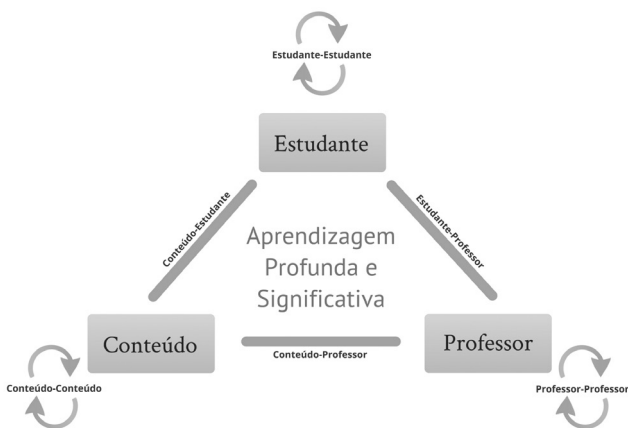 Estudante-Estudante
Estudante
Conteúdo-Estudante
Estudante-Professor
Aprendizagem
Profunda e
Significativa
Conteúdo
Professor
Conteúdo-Professor
Conteúdo-Conteúdo
Professor-Professor